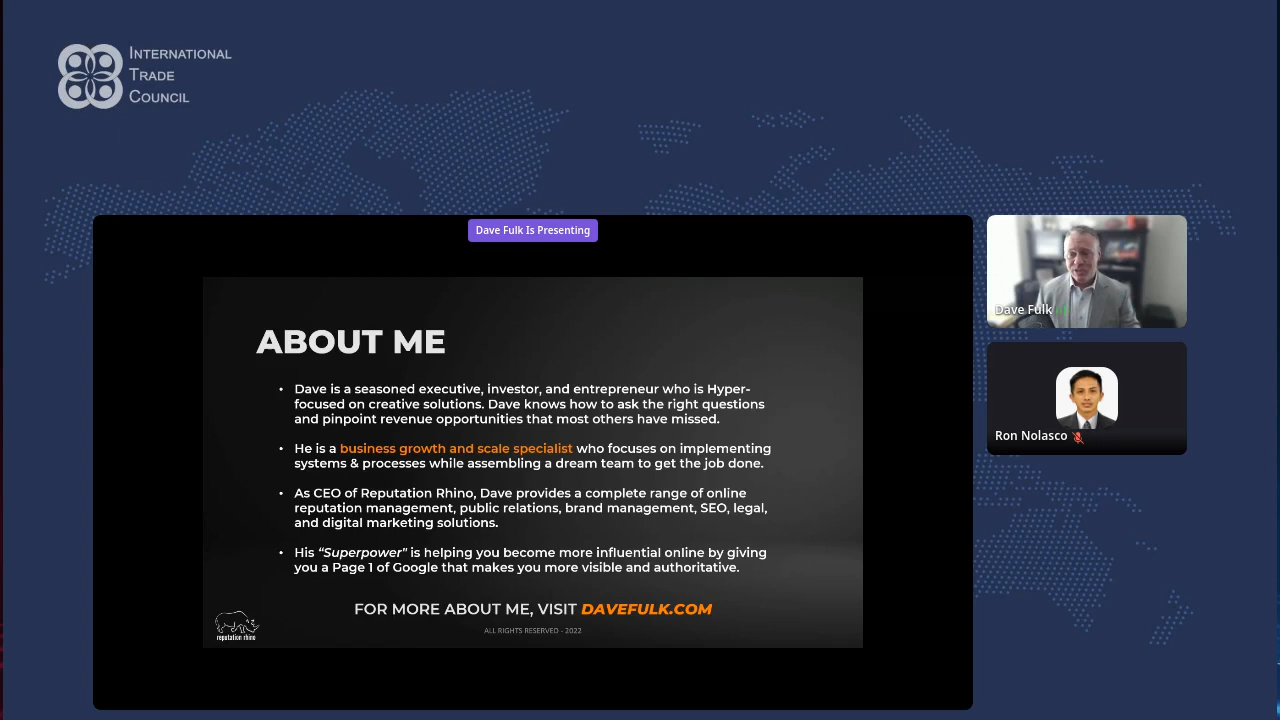 INTERNATIONAL
TRADE
COUNCIL
Dave Fulk Is Presenting
ABOUT ME
• Dave is a seasoned executive, investor, and entrepreneur who is Hyper-
focused on creative solutions. Dave knows how to ask the right questions
and pinpoint revenue opportunities that most others have missed.
• He is a business growth and scale specialist who focuses on implementing
systems & processes while assembling a dream team to get the job done.
• As CEO of Reputation Rhino, Dave provides a complete range of online
reputation management, public relations, brand management, SEO, legal,
and digital marketing solutions.
• His “Superpower” is helping you become more influential online by giving
you a Page 1 of Google that makes you more visible and authoritative.
FOR MORE ABOUT ME, VISIT DAVEFULK.COM
ALL RIGHTS RESERVED - 2022
reputation rhino
Dave Fulk
Ron Nolasco